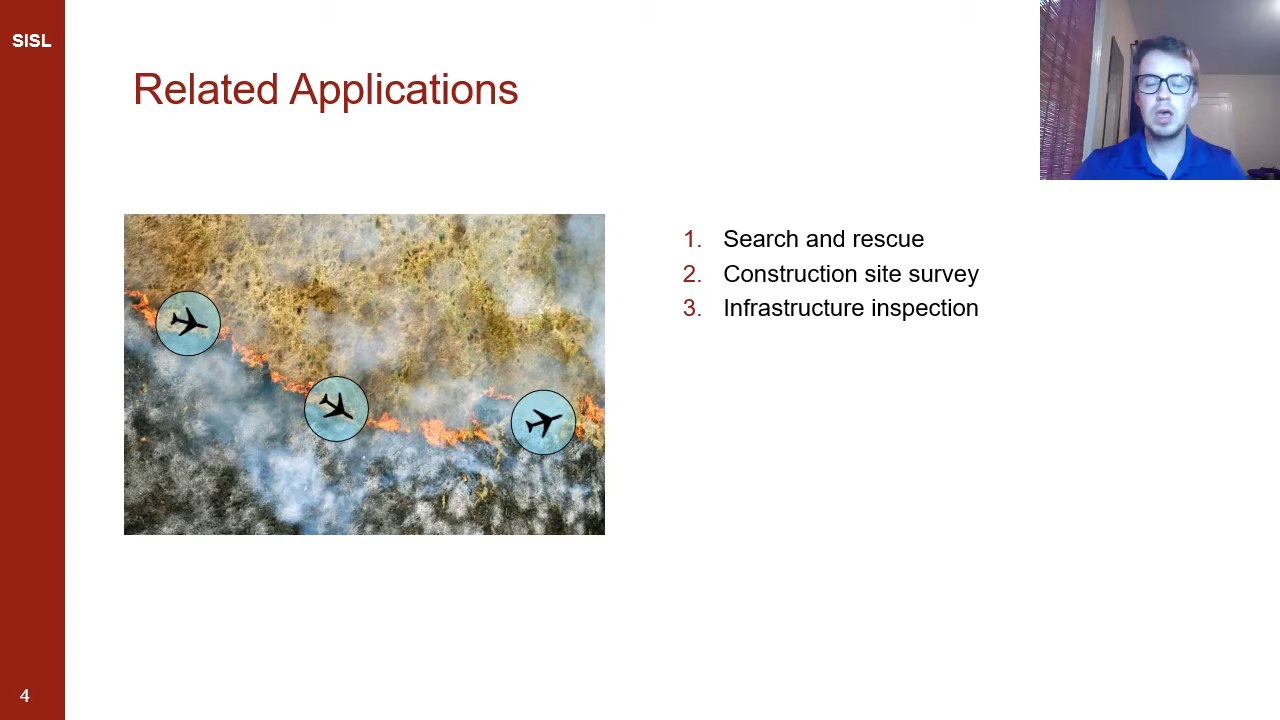 SISL
Related Applications
1. Search and rescue
2. Construction site survey
3. Infrastructure inspection
4